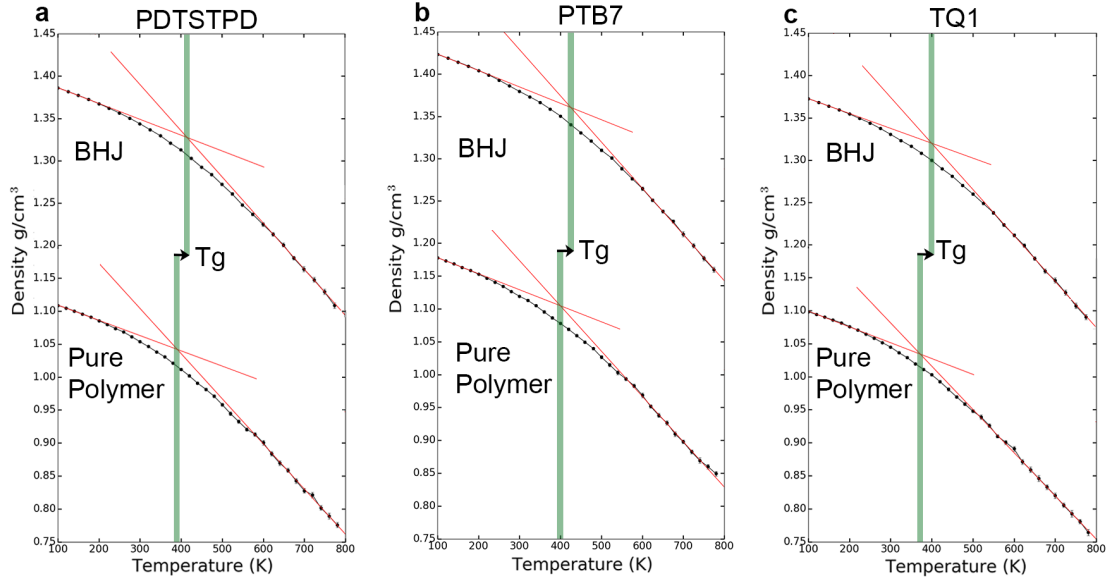 a
PDTSTPD
1.45
1.40
1.35
1.30
1.25
1.20
1.15
1.10
1.05
1.00
0.95
0.90
0.85
0.80
0.75
Density g/cm³
BHJ
Tg
Pure
Polymer
100 200 300 400 500 600 700 800
Temperature (K)
b
PTB7
1.45
1.40
1.35
1.30
1.25
1.20
1.15
1.10
1.05
1.00
0.95
0.90
0.85
0.80
0.75
Density g/cm³
BHJ
Tg
Pure
Polymer
100 200 300 400 500 600 700 800
Temperature (K)
c
TQ1
1.45
1.40
1.35
1.30
1.25
1.20
1.15
1.10
1.05
1.00
0.95
0.90
0.85
0.80
0.75
Density g/cm³
BHJ
Tg
Pure
Polymer
100 200 300 400 500 600 700 800
Temperature (K)